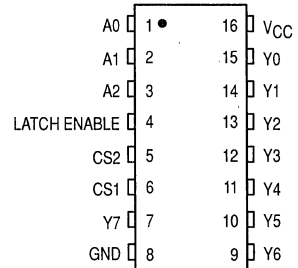 A0 1 16 VCC
A1 2 15 Y0
A2 3 14 Y1
LATCH ENABLE 4 13 Y2
CS2 5 12 Y3
CS1 6 11 Y4
Y7 7 10 Y5
GND 8 9 Y6